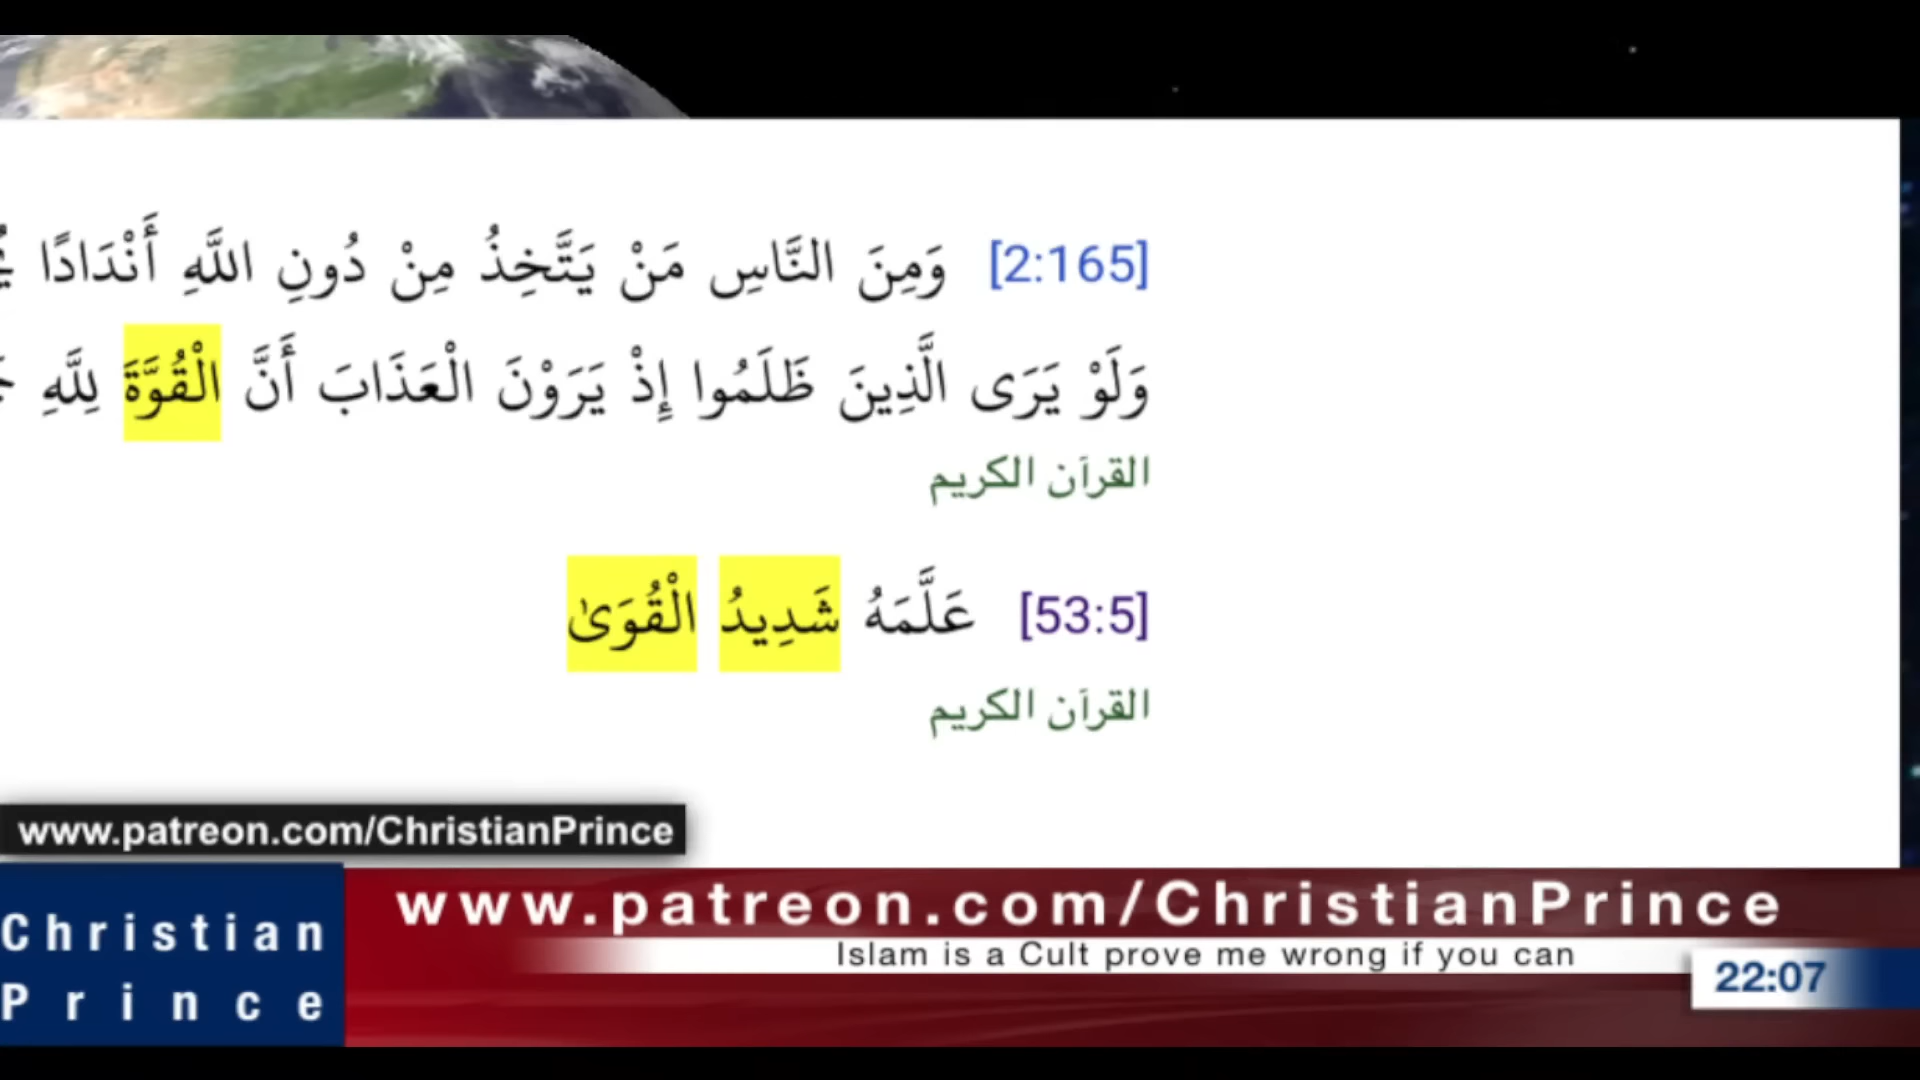 [2:165] وَمِنَ النَّاسِ مَنْ يَتَّخِذُ مِنْ دُونِ اللَّهِ أَنْدَادًا
وَلَوْ يَرَى الَّذِينَ ظَلَمُوا إِذْ يَرَوْنَ الْعَذَابَ أَنَّ الْقُوَّةَ لِلَّهِ
القرآن الكريم
[53:5] عَلَّمَهُ شَدِيدُ الْقُوَىٰ
القرآن الكريم
www.patreon.com/ChristianPrince
Christian
Prince
www.patreon.com/ChristianPrince
Islam is a Cult prove me wrong if you can
22:07